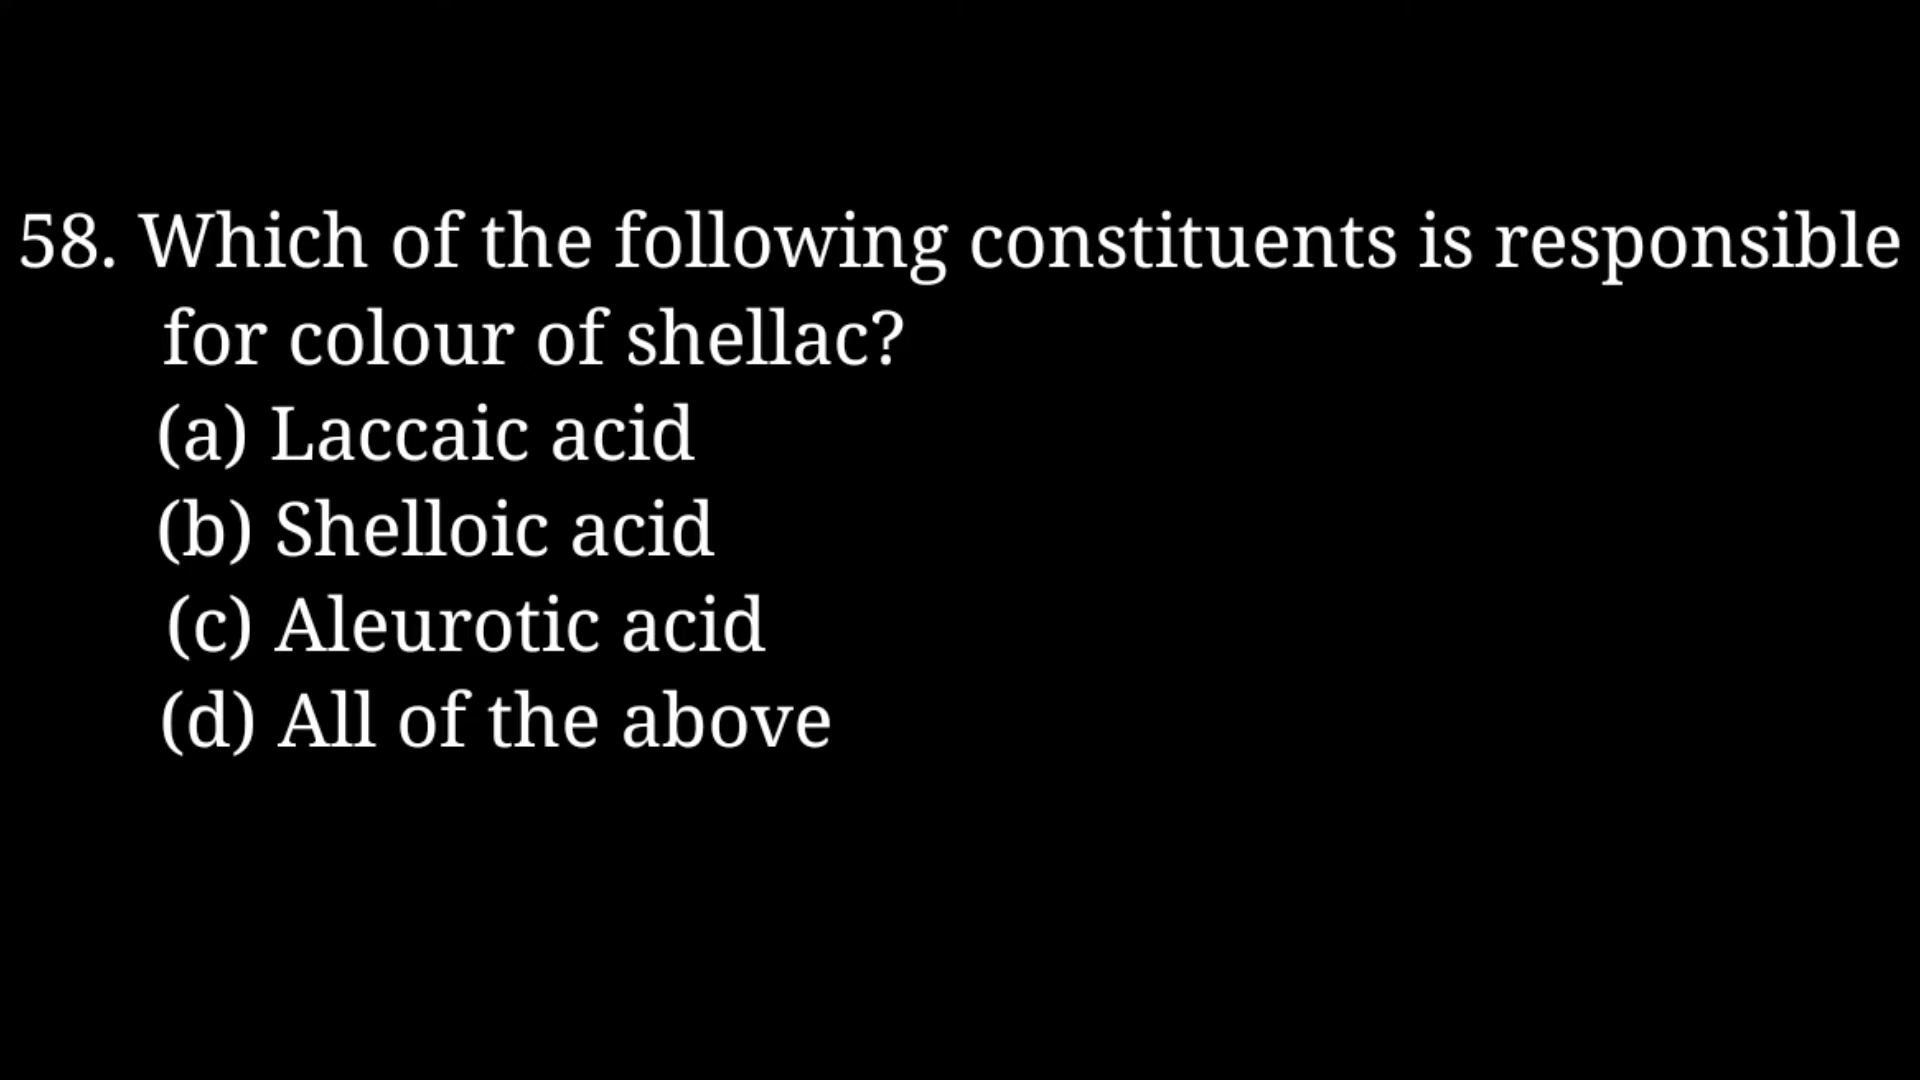 58. Which of the following constituents is responsible
for colour of shellac?
(a) Laccaic acid
(b) Shelloic acid
(c) Aleurotic acid
(d) All of the above